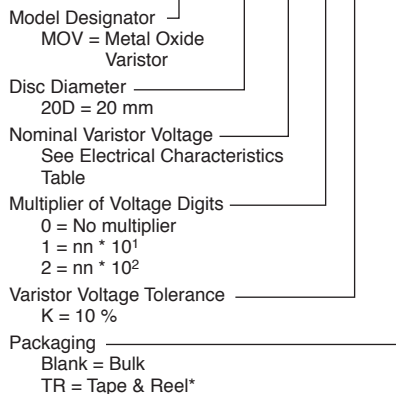 Model Designator
MOV = Metal Oxide
Varistor
Disc Diameter
20D = 20 mm
Nominal Varistor Voltage
See Electrical Characteristics
Table
Multiplier of Voltage Digits
0 = No multiplier
1 = nn * 10¹
2 = nn * 10²
Varistor Voltage Tolerance
K = 10 %
Packaging
Blank = Bulk
TR = Tape & Reel*